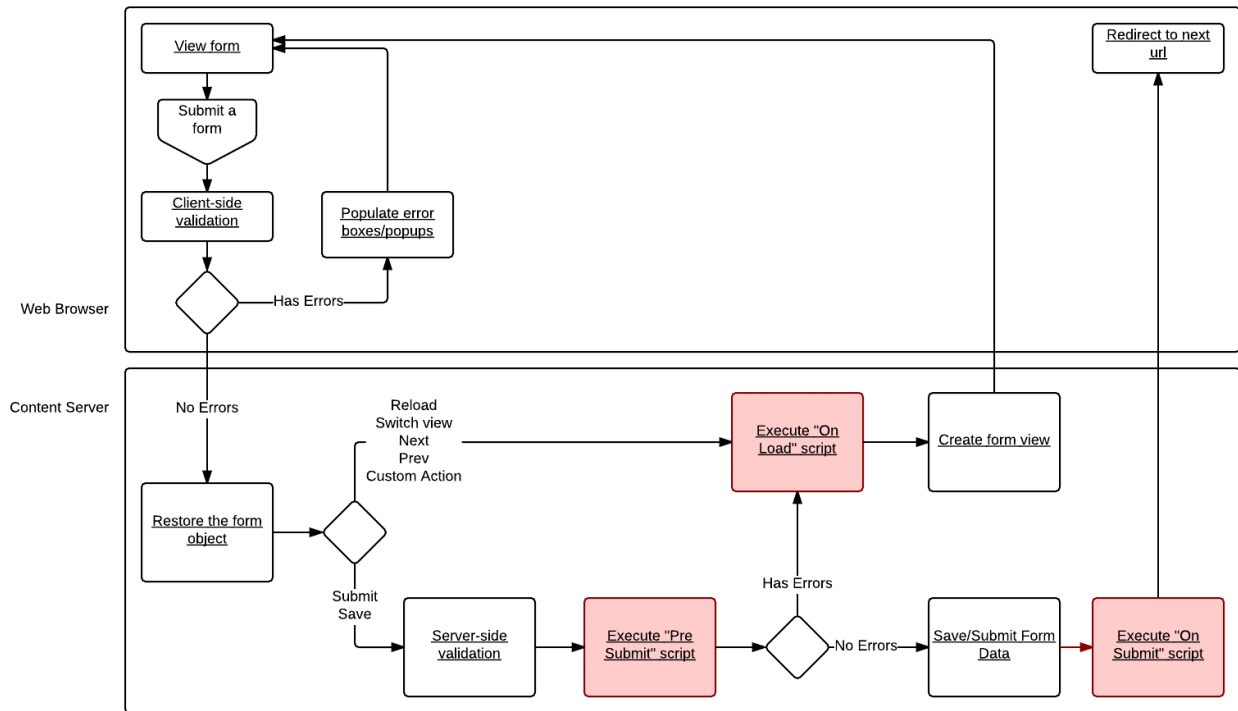 View form
Submit a
form
Client-side
validation
Populate error
boxes/popups
Has Errors
Redirect to next
url
Web Browser
Content Server
No Errors
Reload
Switch view
Next
Prev
Custom Action
Execute "On
Load" script
Create form view
Restore the form
object
Submit
Save
Server-side
validation
Execute "Pre
Submit" script
Has Errors
No Errors
Save/Submit Form
Data
Execute "On
Submit" script